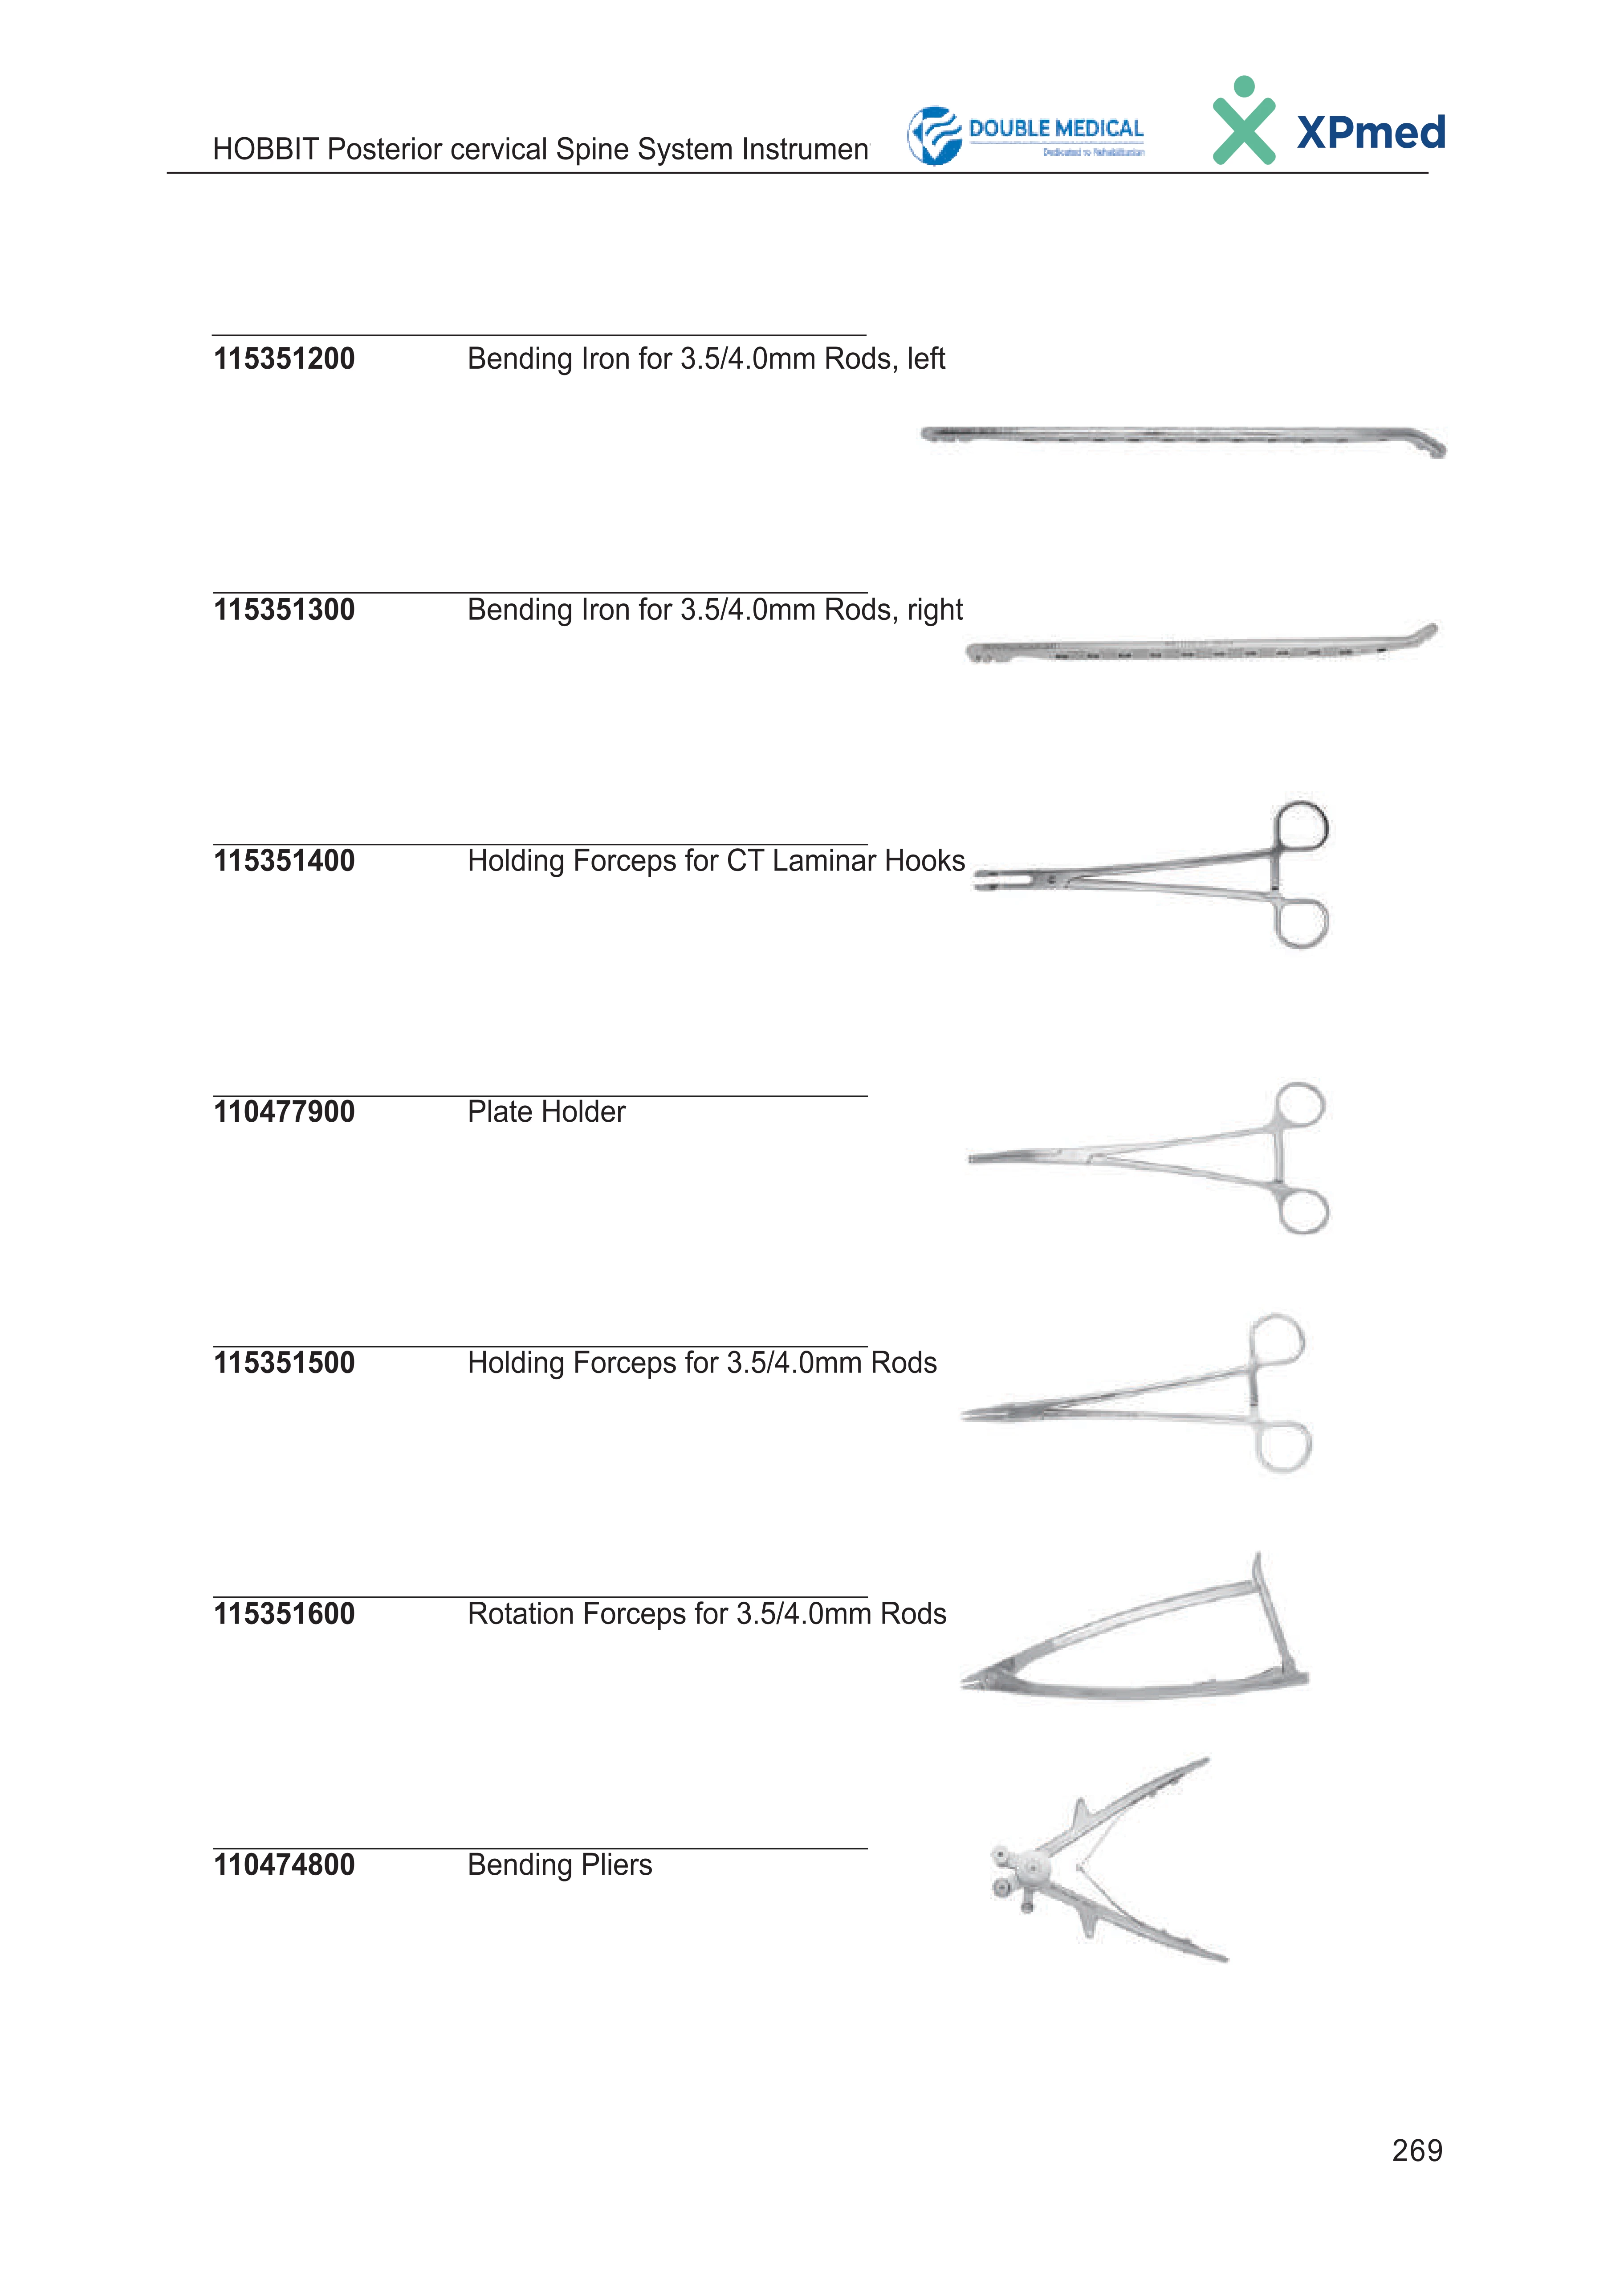 HOBBIT Posterior cervical Spine System Instrumen
DOUBLE MEDICAL
Dedicated to Rehabilitation
XPmed
115351200 Bending Iron for 3.5/4.0mm Rods, left
115351300 Bending Iron for 3.5/4.0mm Rods, right
115351400 Holding Forceps for CT Laminar Hooks
110477900 Plate Holder
115351500 Holding Forceps for 3.5/4.0mm Rods
115351600 Rotation Forceps for 3.5/4.0mm Rods
110474800 Bending Pliers
269